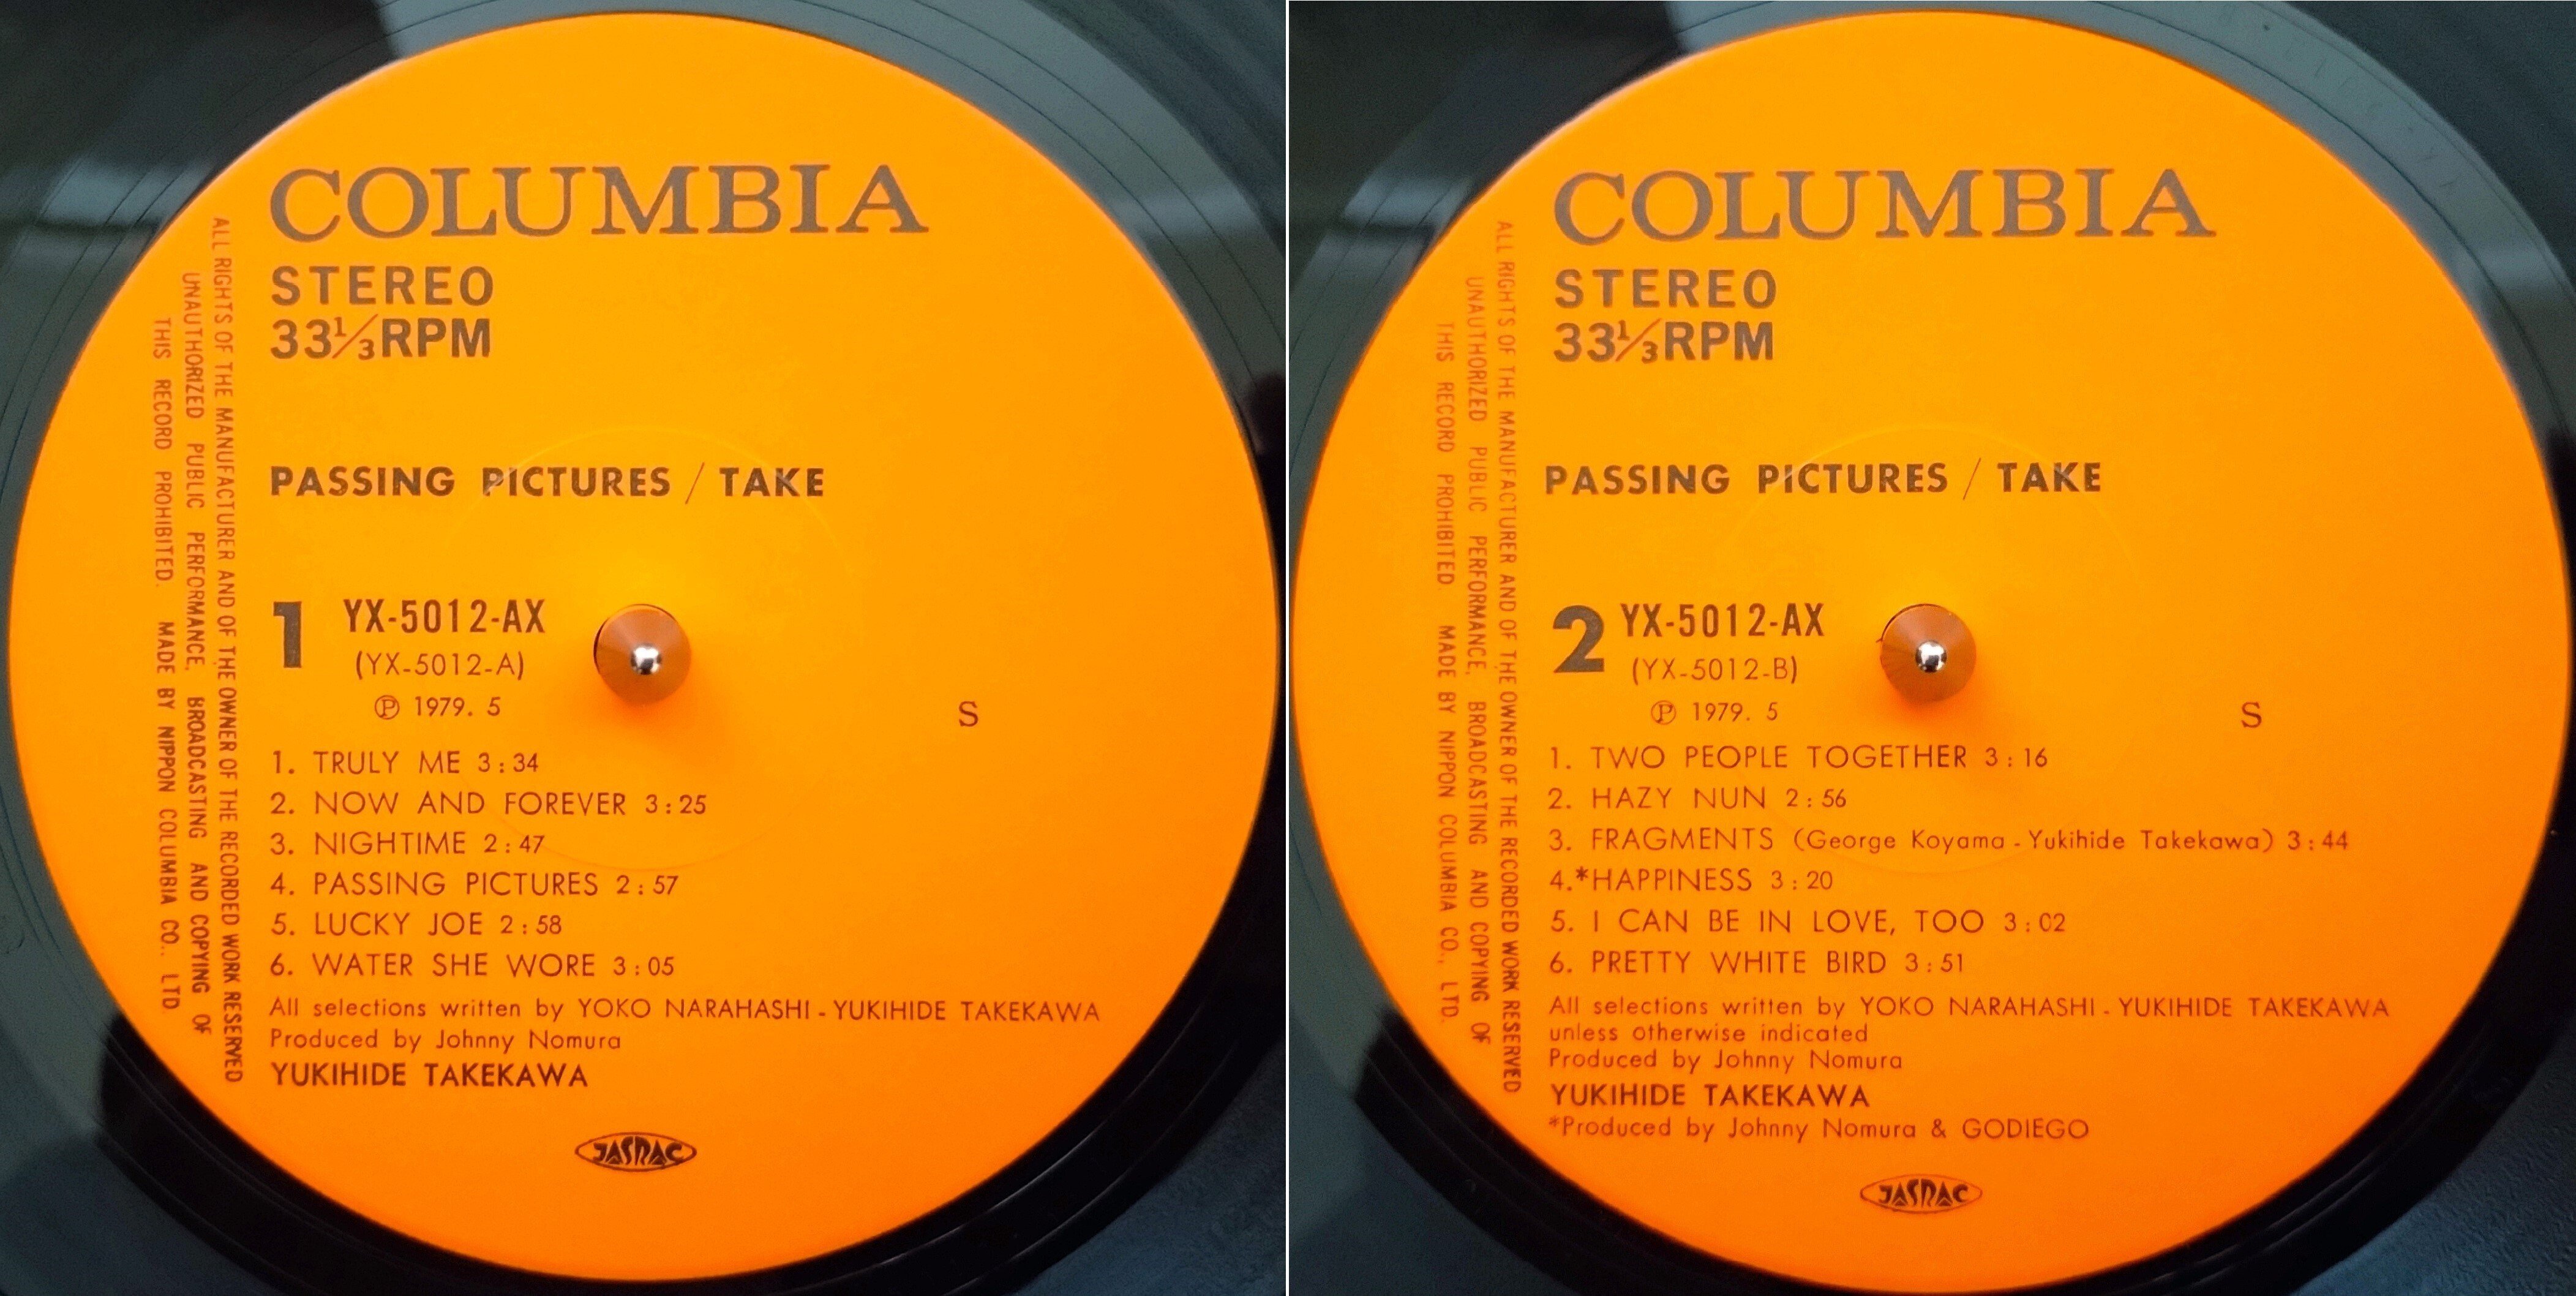 COLUMBIA
STEREO
33⅓RPM
PASSING PICTURES / TAKE
1 YX-5012-AX
(YX-5012-A)
℗ 1979. 5
S
1. TRULY ME 3:34
2. NOW AND FOREVER 3:25
3. NIGHTIME 2:47
4. PASSING PICTURES 2:57
5. LUCKY JOE 2:58
6. WATER SHE WORE 3:05
All selections written by YOKO NARAHASHI-YUKIHIDE TAKEKAWA
Produced by Johnny Nomura
YUKIHIDE TAKEKAWA
JASRAC
ALL RIGHTS OF THE MANUFACTURER AND OF THE OWNER OF THE RECORDED WORK RESERVED
UNAUTHORIZED PUBLIC PERFORMANCE, BROADCASTING AND COPYING OF
THIS RECORD PROHIBITED. MADE BY NIPPON COLUMBIA CO., LTD.
COLUMBIA
STEREO
33⅓RPM
PASSING PICTURES / TAKE
2 YX-5012-AX
(YX-5012-B)
℗ 1979. 5
S
1. TWO PEOPLE TOGETHER 3:16
2. HAZY NUN 2:56
3. FRAGMENTS (George Koyama-Yukihide Takekawa) 3:44
4.*HAPPINESS 3:20
5. I CAN BE IN LOVE, TOO 3:02
6. PRETTY WHITE BIRD 3:51
All selections written by YOKO NARAHASHI-YUKIHIDE TAKEKAWA
unless otherwise indicated
Produced by Johnny Nomura
YUKIHIDE TAKEKAWA
*Produced by Johnny Nomura & GODIEGO
JASRAC
ALL RIGHTS OF THE MANUFACTURER AND OF THE OWNER OF THE RECORDED WORK RESERVED
UNAUTHORIZED PUBLIC PERFORMANCE, BROADCASTING AND COPYING OF
THIS RECORD PROHIBITED. MADE BY NIPPON COLUMBIA CO., LTD.